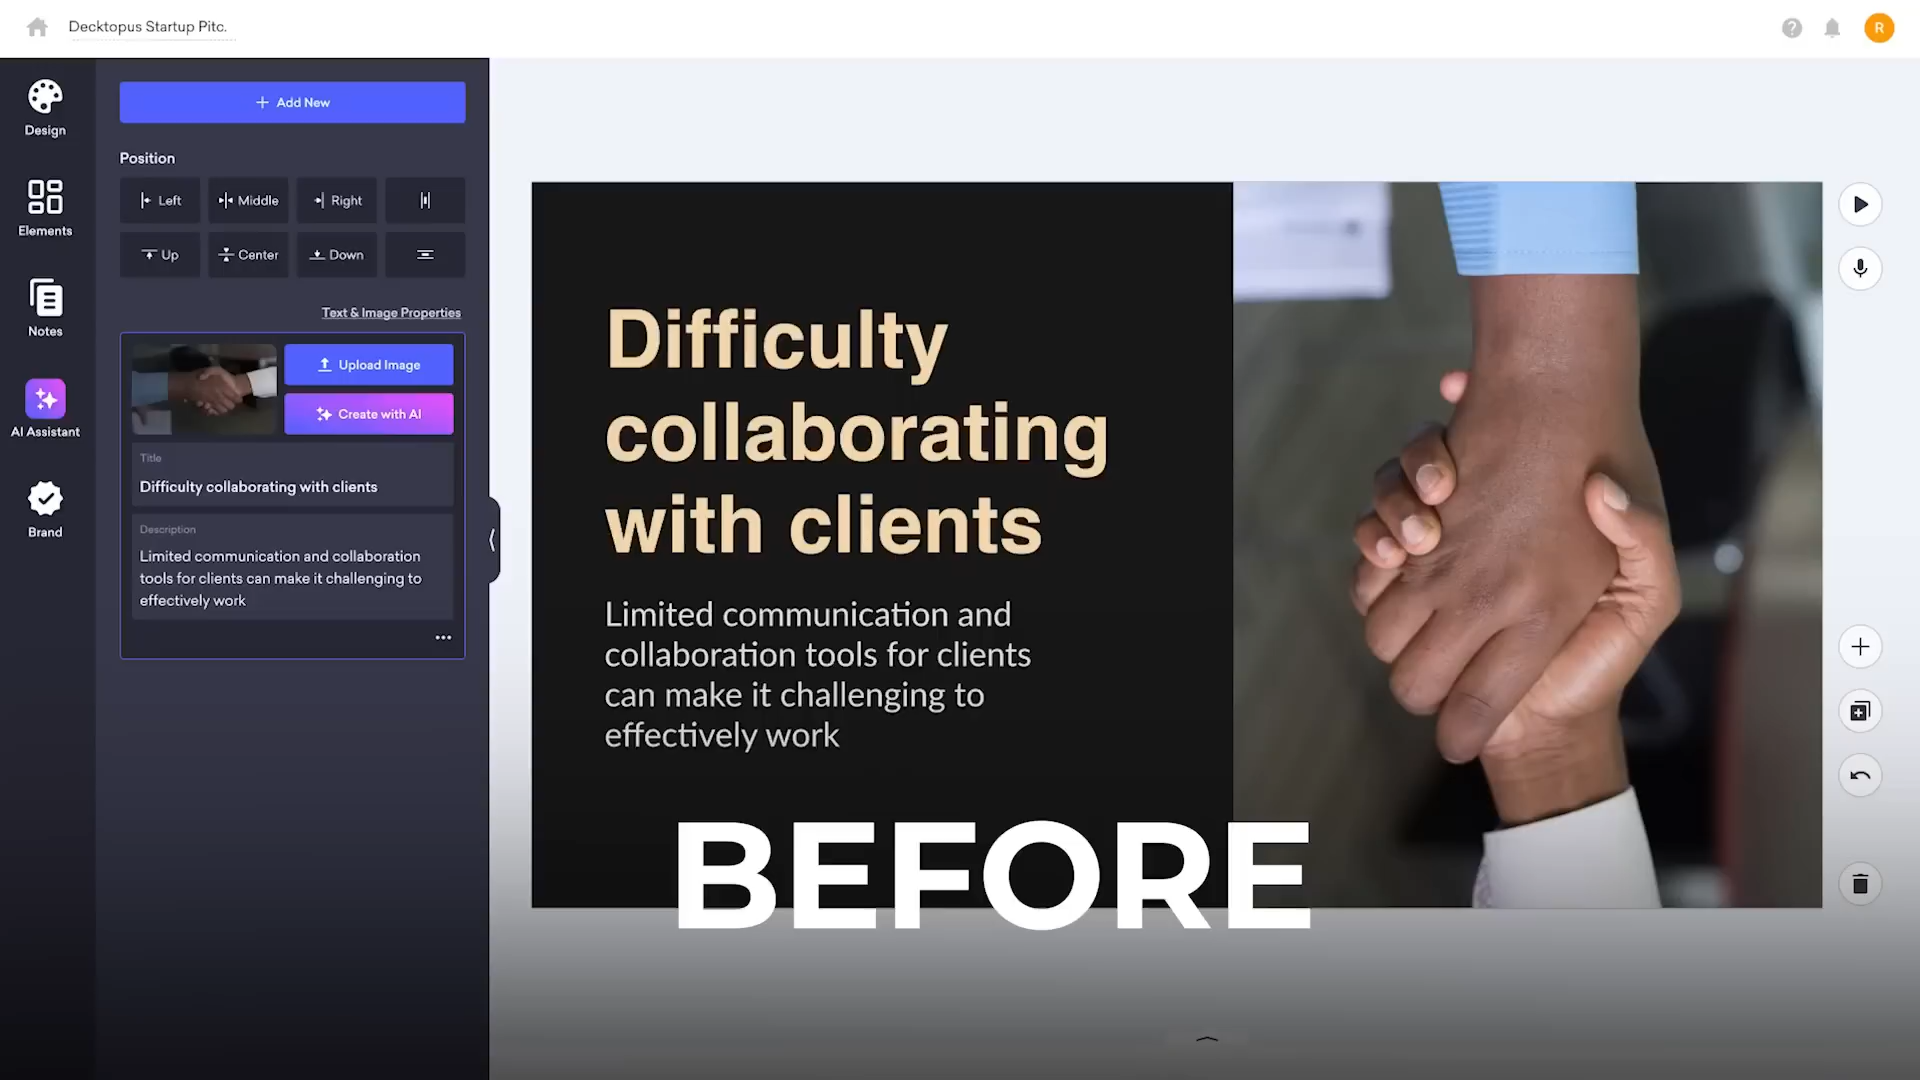 Decktopus Startup Pitc.
R
Design
Elements
Notes
AI Assistant
Brand
Add New
Position
Left
Middle
Right
Up
Center
Down
Text & Image Properties
Upload Image
Create with AI
Title
Difficulty collaborating with clients
Description
Limited communication and collaboration
tools for clients can make it challenging to
effectively work
Difficulty
collaborating
with clients
Limited communication and
collaboration tools for clients
can make it challenging to
effectively work
BEFORE